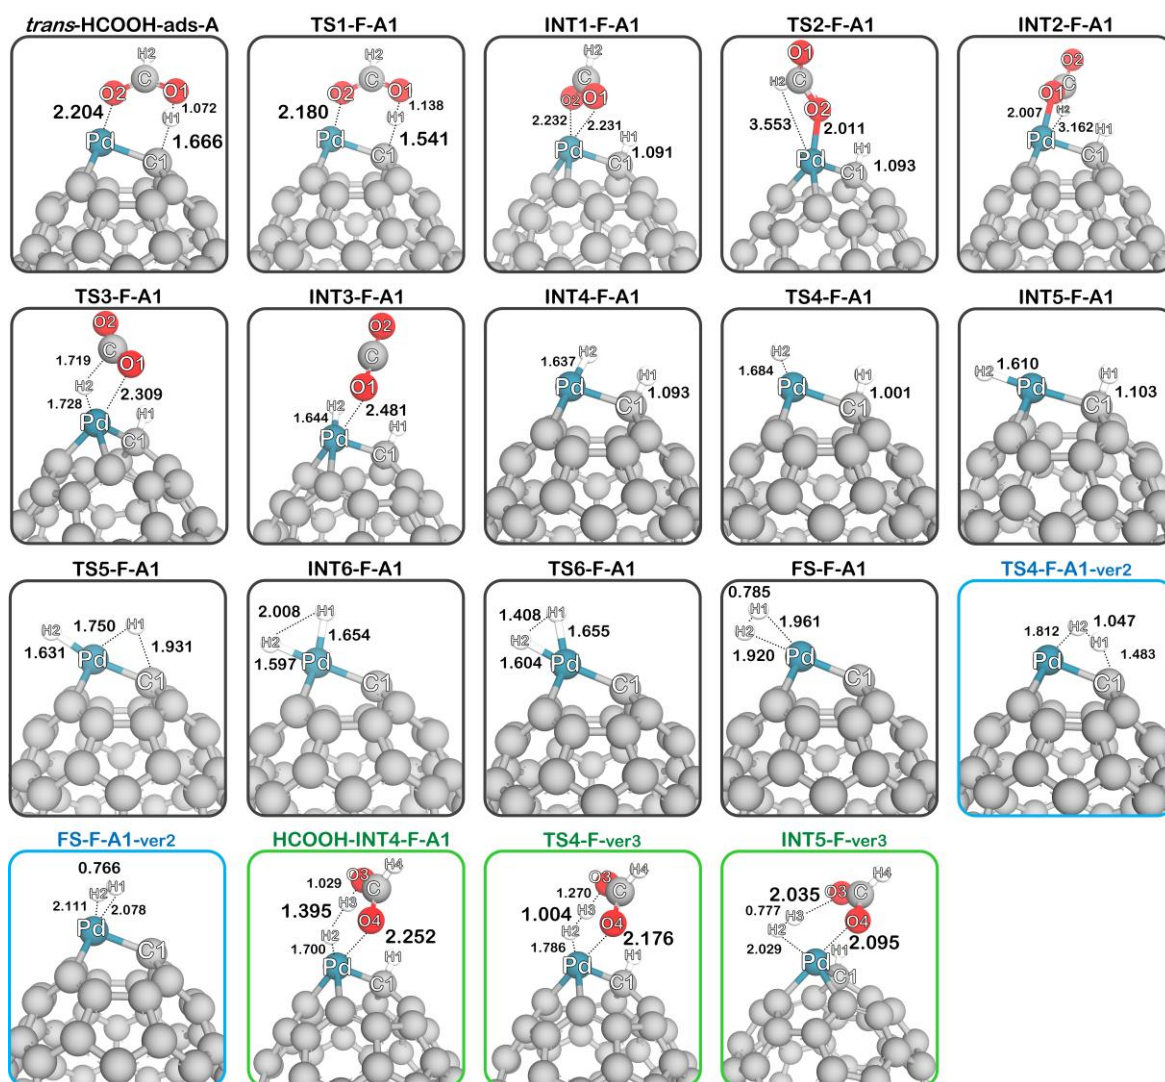 trans-HCOOH-ads-A TS1-F-A1 INT1-F-A1 TS2-F-A1 INT2-F-A1
H2 C O2 O1 1.072 H1 2.204 1.666 Pd C1
H2 C O2 O1 1.138 H1 2.180 1.541 Pd C1
H2 C O2 O1 2.232 2.231 H1 Pd 1.091 C1
O1 C H2 O2 3.553 2.011 H1 Pd 1.093 C1
O2 C O1 H2 2.007 3.162 H1 Pd C1
TS3-F-A1 INT3-F-A1 INT4-F-A1 TS4-F-A1 INT5-F-A1
O2 C 1.719 O1 H2 2.309 1.728 H1 Pd C1
O2 C O1 H2 2.481 1.644 H1 Pd C1
1.637 H2 H1 Pd 1.093 C1
H2 1.684 H1 Pd 1.001 C1
1.610 H2 H1 Pd 1.103 C1
TS5-F-A1 INT6-F-A1 TS6-F-A1 FS-F-A1 TS4-F-A1-ver2
1.750 H1 H2 1.931 1.631 Pd C1
2.008 H1 H2 1.654 1.597 Pd C1
1.408 H1 H2 1.655 1.604 Pd C1
0.785 H1 1.961 H2 1.920 Pd C1
1.047 1.812 H2 H1 1.483 Pd C1
FS-F-A1-ver2 HCOOH-INT4-F-A1 TS4-F-ver3 INT5-F-ver3
0.766 H1 H2 2.111 2.078 Pd C1
O3 H4 1.029 C H3 1.395 O4 H2 2.252 1.700 H1 Pd C1
O3 H4 1.270 C H3 1.004 O4 H2 2.176 1.786 H1 Pd C1
2.035 O3 H4 C 0.777 H3 O4 H2 2.095 2.029 H1 Pd C1